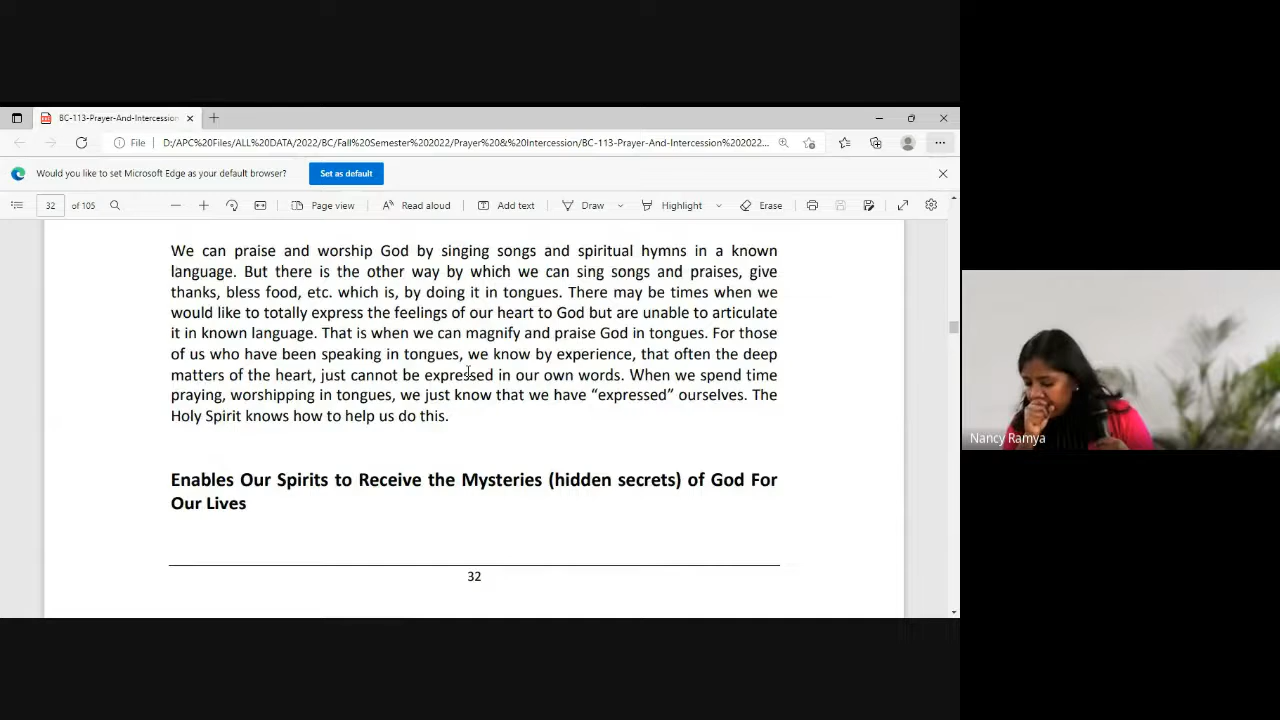 BC-113-Prayer-And-Intercession
File
D:/APC%20Files/ALL%20DATA/2022/BC/Fall%20Semester%202022/Prayer%20&%20Intercession/BC-113-Prayer-And-Intercession%202022...
Would you like to set Microsoft Edge as your default browser?
Set as default
32 of 105
Page view
Read aloud
Add text
Draw
Highlight
Erase
We can praise and worship God by singing songs and spiritual hymns in a known
language. But there is the other way by which we can sing songs and praises, give
thanks, bless food, etc. which is, by doing it in tongues. There may be times when we
would like to totally express the feelings of our heart to God but are unable to articulate
it in known language. That is when we can magnify and praise God in tongues. For those
of us who have been speaking in tongues, we know by experience, that often the deep
matters of the heart, just cannot be expressed in our own words. When we spend time
praying, worshipping in tongues, we just know that we have “expressed” ourselves. The
Holy Spirit knows how to help us do this.
Enables Our Spirits to Receive the Mysteries (hidden secrets) of God For
Our Lives
32
Nancy Ramya